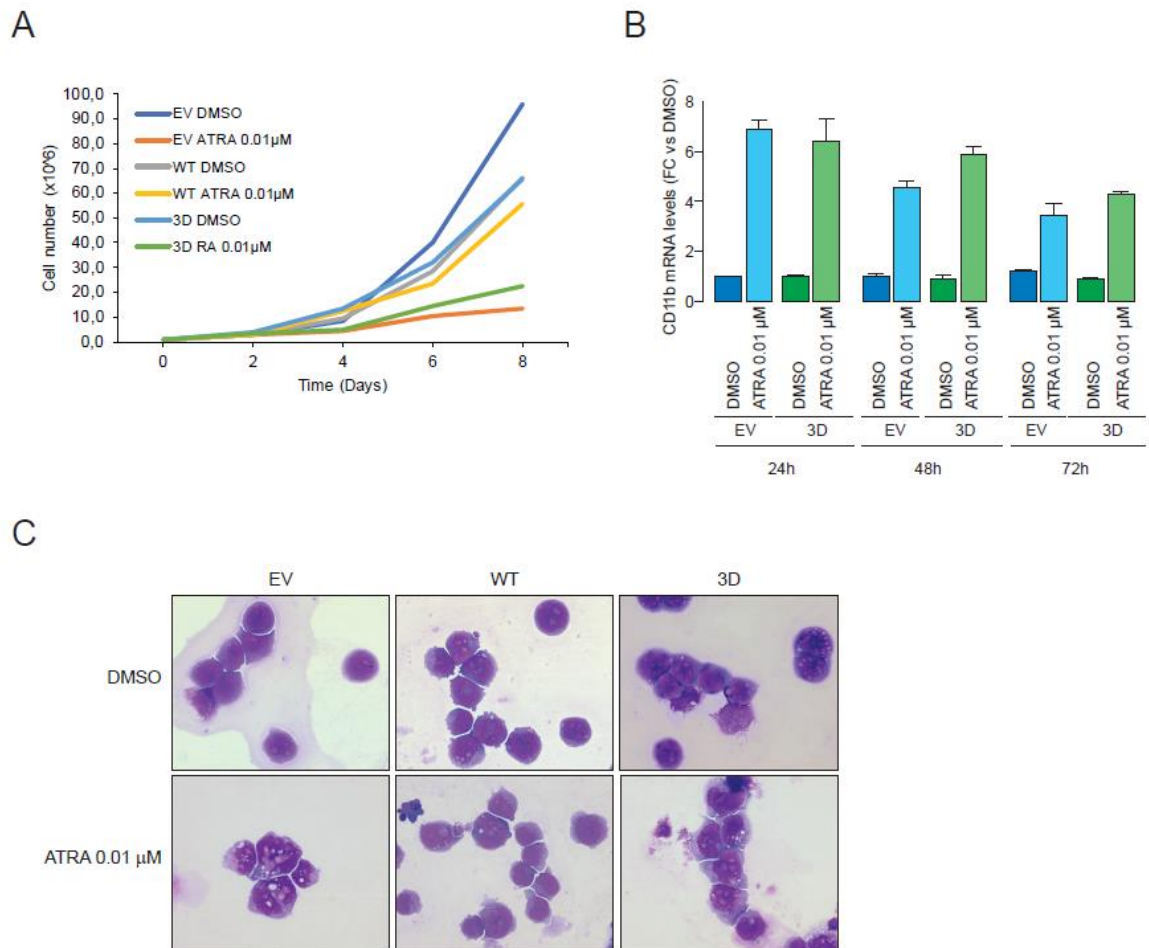 A
Cell number (x10^6)
100,0
90,0
80,0
70,0
60,0
50,0
40,0
30,0
20,0
10,0
0,0
EV DMSO
EV ATRA 0.01µM
WT DMSO
WT ATRA 0.01µM
3D DMSO
3D RA 0.01µM
0 2 4 6 8
Time (Days)
B
CD11b mRNA levels (FC vs DMSO)
8
6
4
2
0
DMSO
ATRA 0.01 µM
DMSO
ATRA 0.01 µM
DMSO
ATRA 0.01 µM
DMSO
ATRA 0.01 µM
DMSO
ATRA 0.01 µM
DMSO
ATRA 0.01 µM
EV 3D EV 3D EV 3D
24h 48h 72h
C
EV WT 3D
DMSO
ATRA 0.01 µM